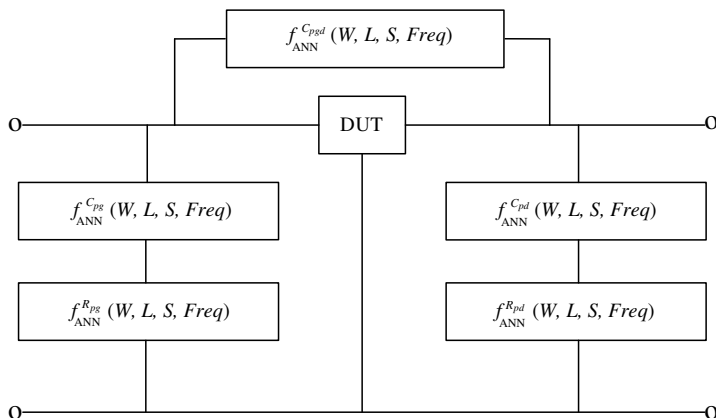 f_ANN^{C_pgd} (W, L, S, Freq)
DUT
f_ANN^{C_pg} (W, L, S, Freq)
f_ANN^{C_pd} (W, L, S, Freq)
f_ANN^{R_pg} (W, L, S, Freq)
f_ANN^{R_pd} (W, L, S, Freq)